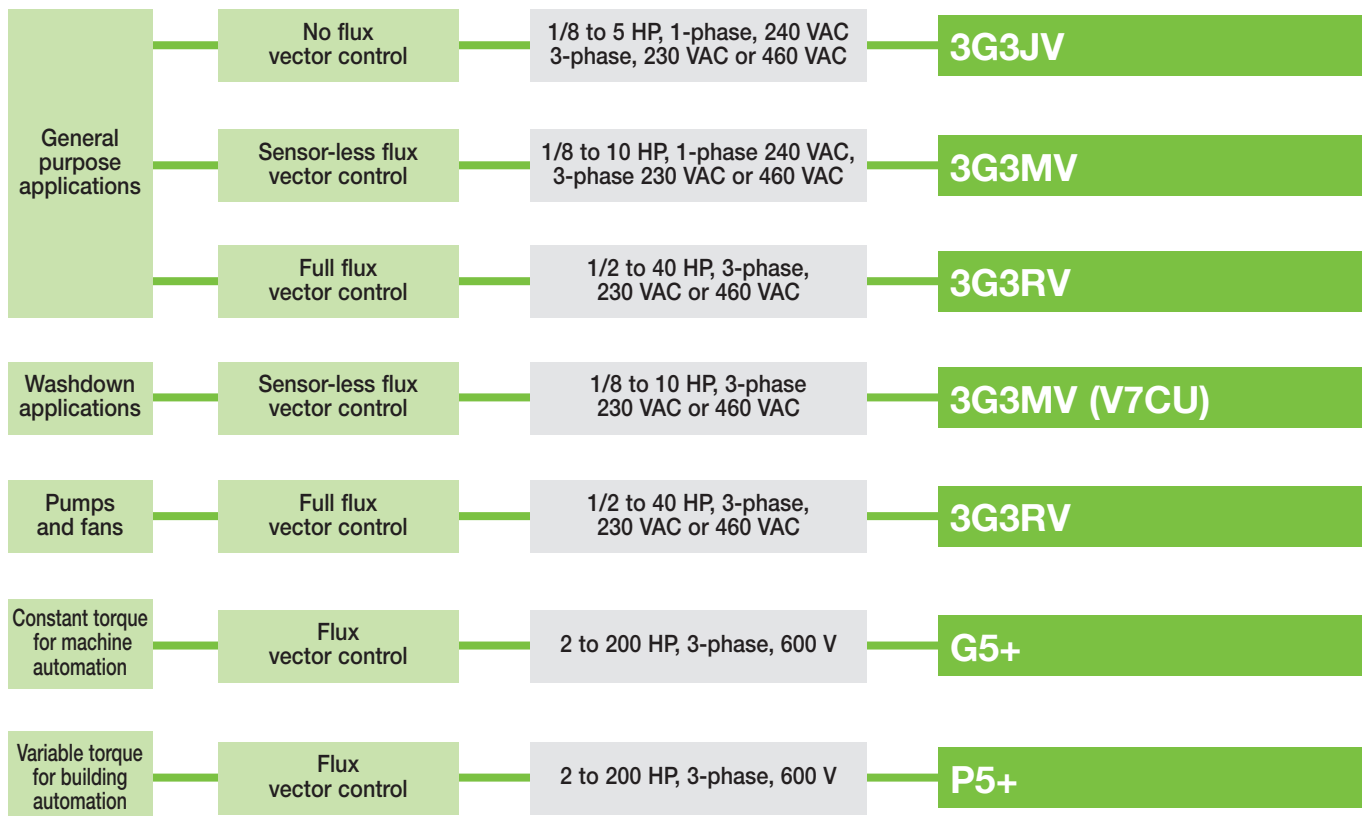 General
purpose
applications
No flux
vector control
1/8 to 5 HP, 1-phase, 240 VAC
3-phase, 230 VAC or 460 VAC
3G3JV
Sensor-less flux
vector control
1/8 to 10 HP, 1-phase 240 VAC,
3-phase 230 VAC or 460 VAC
3G3MV
Full flux
vector control
1/2 to 40 HP, 3-phase,
230 VAC or 460 VAC
3G3RV
Washdown
applications
Sensor-less flux
vector control
1/8 to 10 HP, 3-phase
230 VAC or 460 VAC
3G3MV (V7CU)
Pumps
and fans
Full flux
vector control
1/2 to 40 HP, 3-phase,
230 VAC or 460 VAC
3G3RV
Constant torque
for machine
automation
Flux
vector control
2 to 200 HP, 3-phase, 600 V
G5+
Variable torque
for building
automation
Flux
vector control
2 to 200 HP, 3-phase, 600 V
P5+